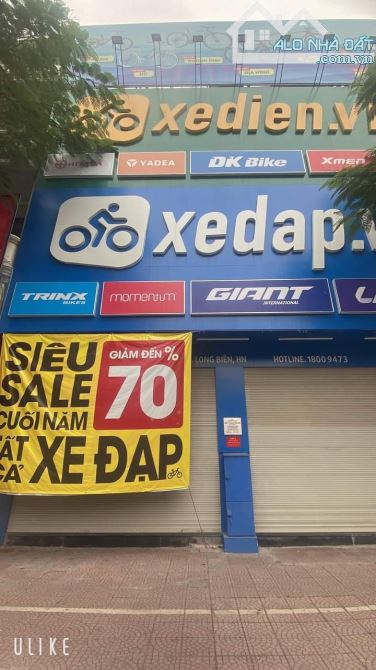 ALO NHÀ ĐẤT
.com.vn
xedien.v
YADEA
DK Bike
Xmen
xedap.
TRINX
BIKES
momentum
GIANT
INTERNATIONAL
LONG BIÊN, HN
HOTLINE. 1800 9473
SIÊU
SALE
CUỐI NĂM
GIẢM ĐẾN %
70
TẤT
CẢ
XE ĐẠP
ULIKE